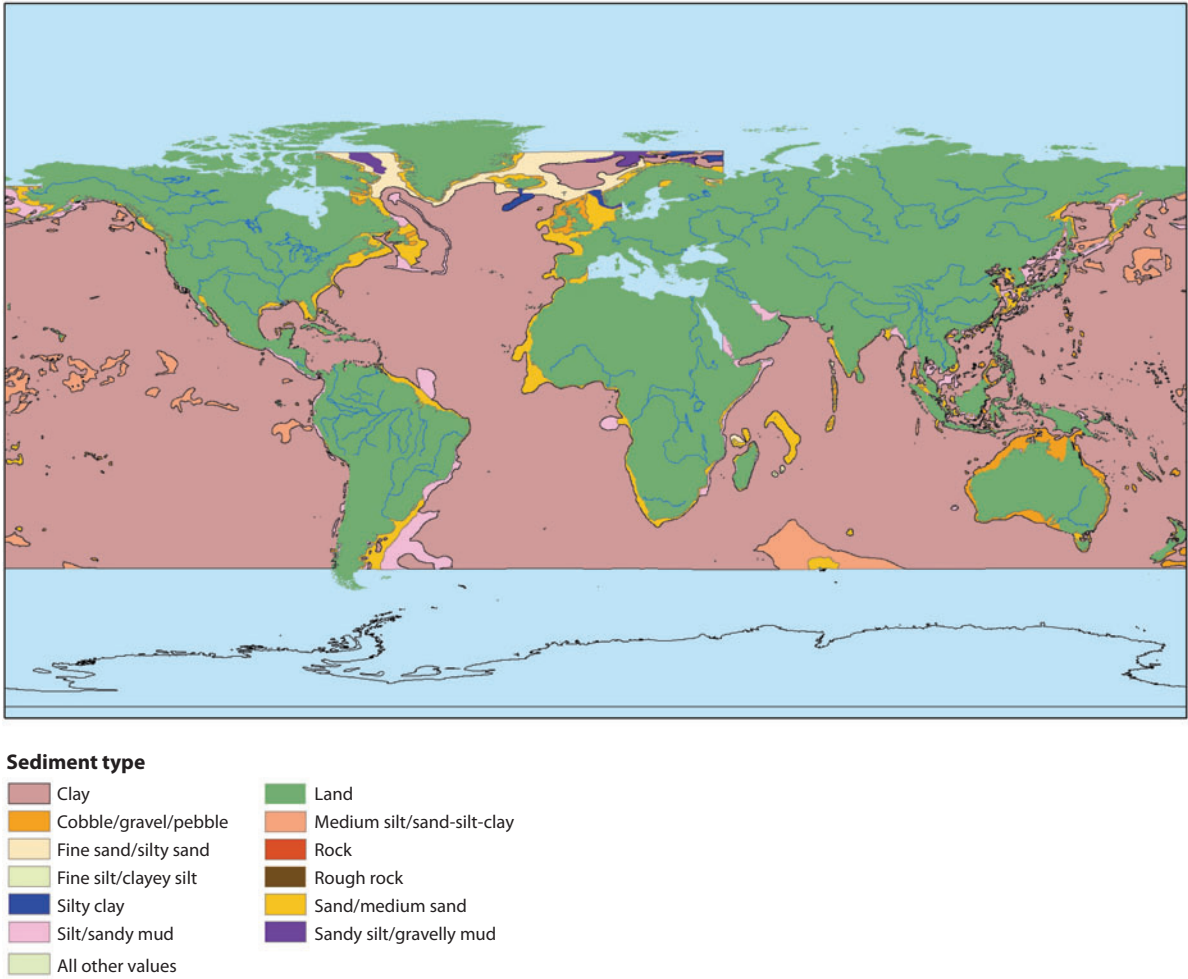 Sediment type
Clay
Cobble/gravel/pebble
Fine sand/silty sand
Fine silt/clayey silt
Silty clay
Silt/sandy mud
All other values
Land
Medium silt/sand-silt-clay
Rock
Rough rock
Sand/medium sand
Sandy silt/gravelly mud